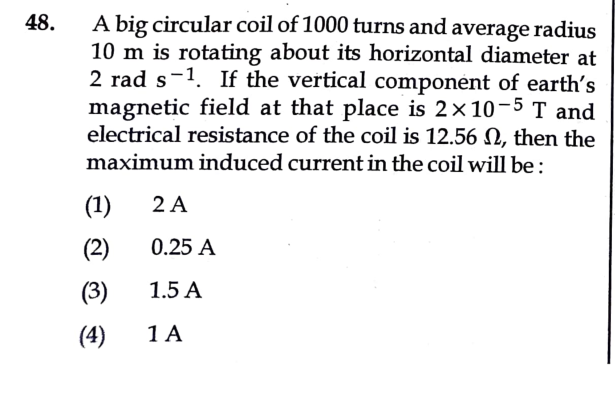 48. A big circular coil of 1000 turns and average radius
10 m is rotating about its horizontal diameter at
2 rad s⁻¹. If the vertical component of earth's
magnetic field at that place is 2×10⁻⁵ T and
electrical resistance of the coil is 12.56 Ω, then the
maximum induced current in the coil will be :
(1) 2 A
(2) 0.25 A
(3) 1.5 A
(4) 1 A